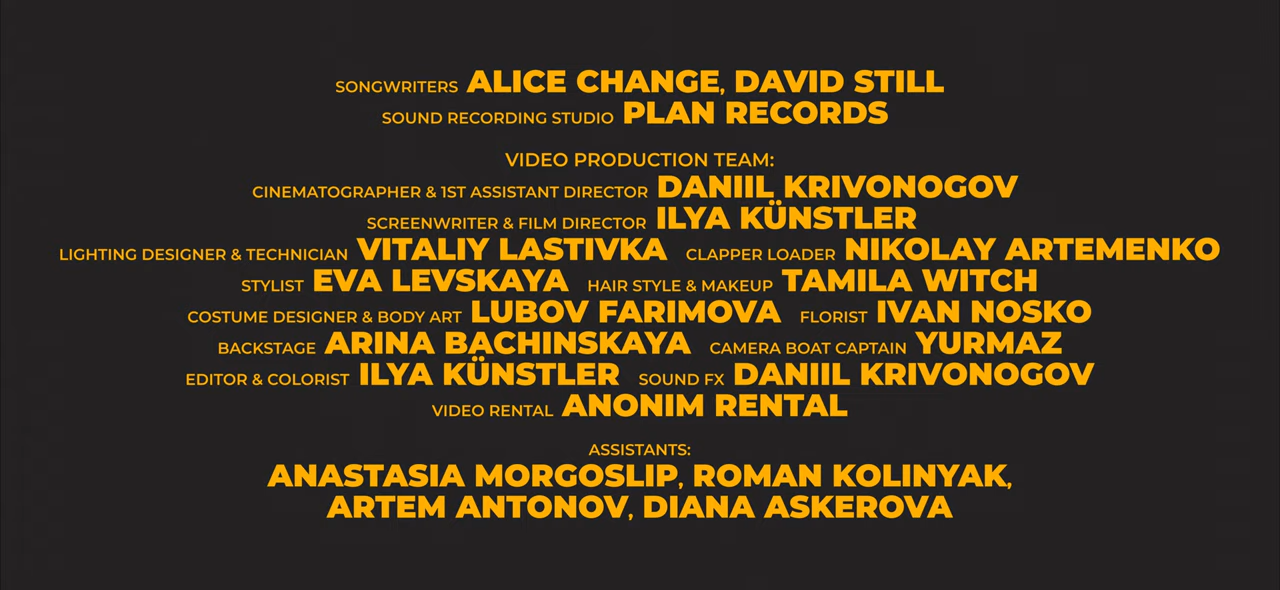 SONGWRITERS ALICE CHANGE, DAVID STILL
SOUND RECORDING STUDIO PLAN RECORDS
VIDEO PRODUCTION TEAM:
CINEMATOGRAPHER & 1ST ASSISTANT DIRECTOR DANIIL KRIVONOGOV
SCREENWRITER & FILM DIRECTOR ILYA KÜNSTLER
LIGHTING DESIGNER & TECHNICIAN VITALIY LASTIVKA CLAPPER LOADER NIKOLAY ARTEMENKO
STYLIST EVA LEVSKAYA HAIR STYLE & MAKEUP TAMILA WITCH
COSTUME DESIGNER & BODY ART LUBOV FARIMOVA FLORIST IVAN NOSKO
BACKSTAGE ARINA BACHINSKAYA CAMERA BOAT CAPTAIN YURMAZ
EDITOR & COLORIST ILYA KÜNSTLER SOUND FX DANIIL KRIVONOGOV
VIDEO RENTAL ANONIM RENTAL
ASSISTANTS:
ANASTASIA MORGOSLIP, ROMAN KOLINYAK,
ARTEM ANTONOV, DIANA ASKEROVA